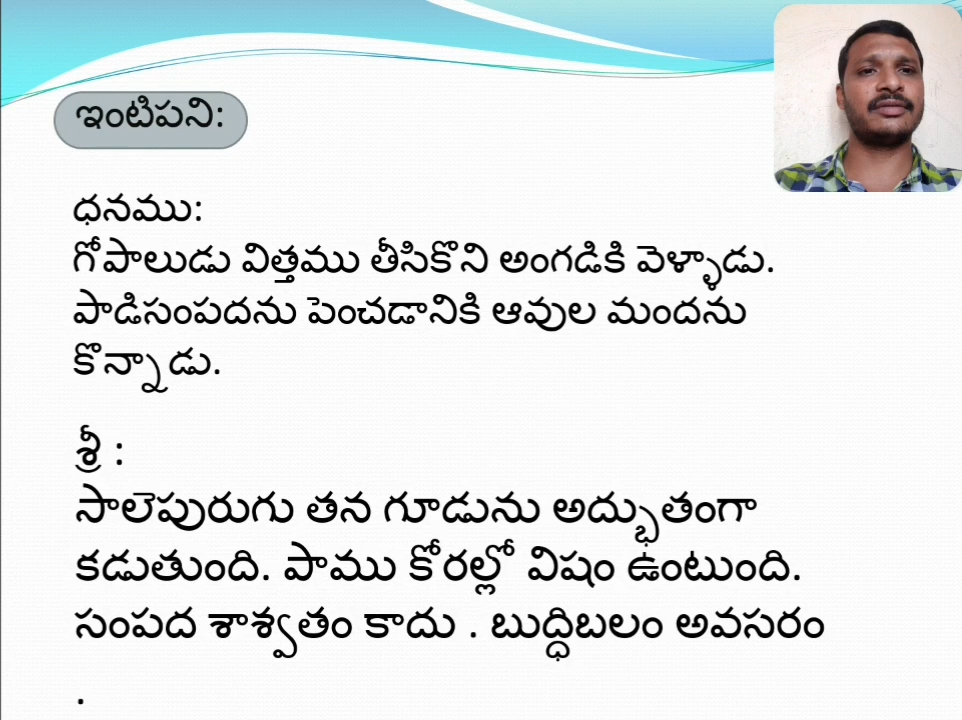 ఇంటిపని:
ధనము:
గోపాలుడు విత్తము తీసికొని అంగడికి వెళ్ళాడు.
పాడిసంపదను పెంచడానికి ఆవుల మందను
కొన్నాడు.
శ్రీ :
సాలెపురుగు తన గూడును అద్భుతంగా
కడుతుంది. పాము కోరల్లో విషం ఉంటుంది.
సంపద శాశ్వతం కాదు . బుద్ధిబలం అవసరం
.